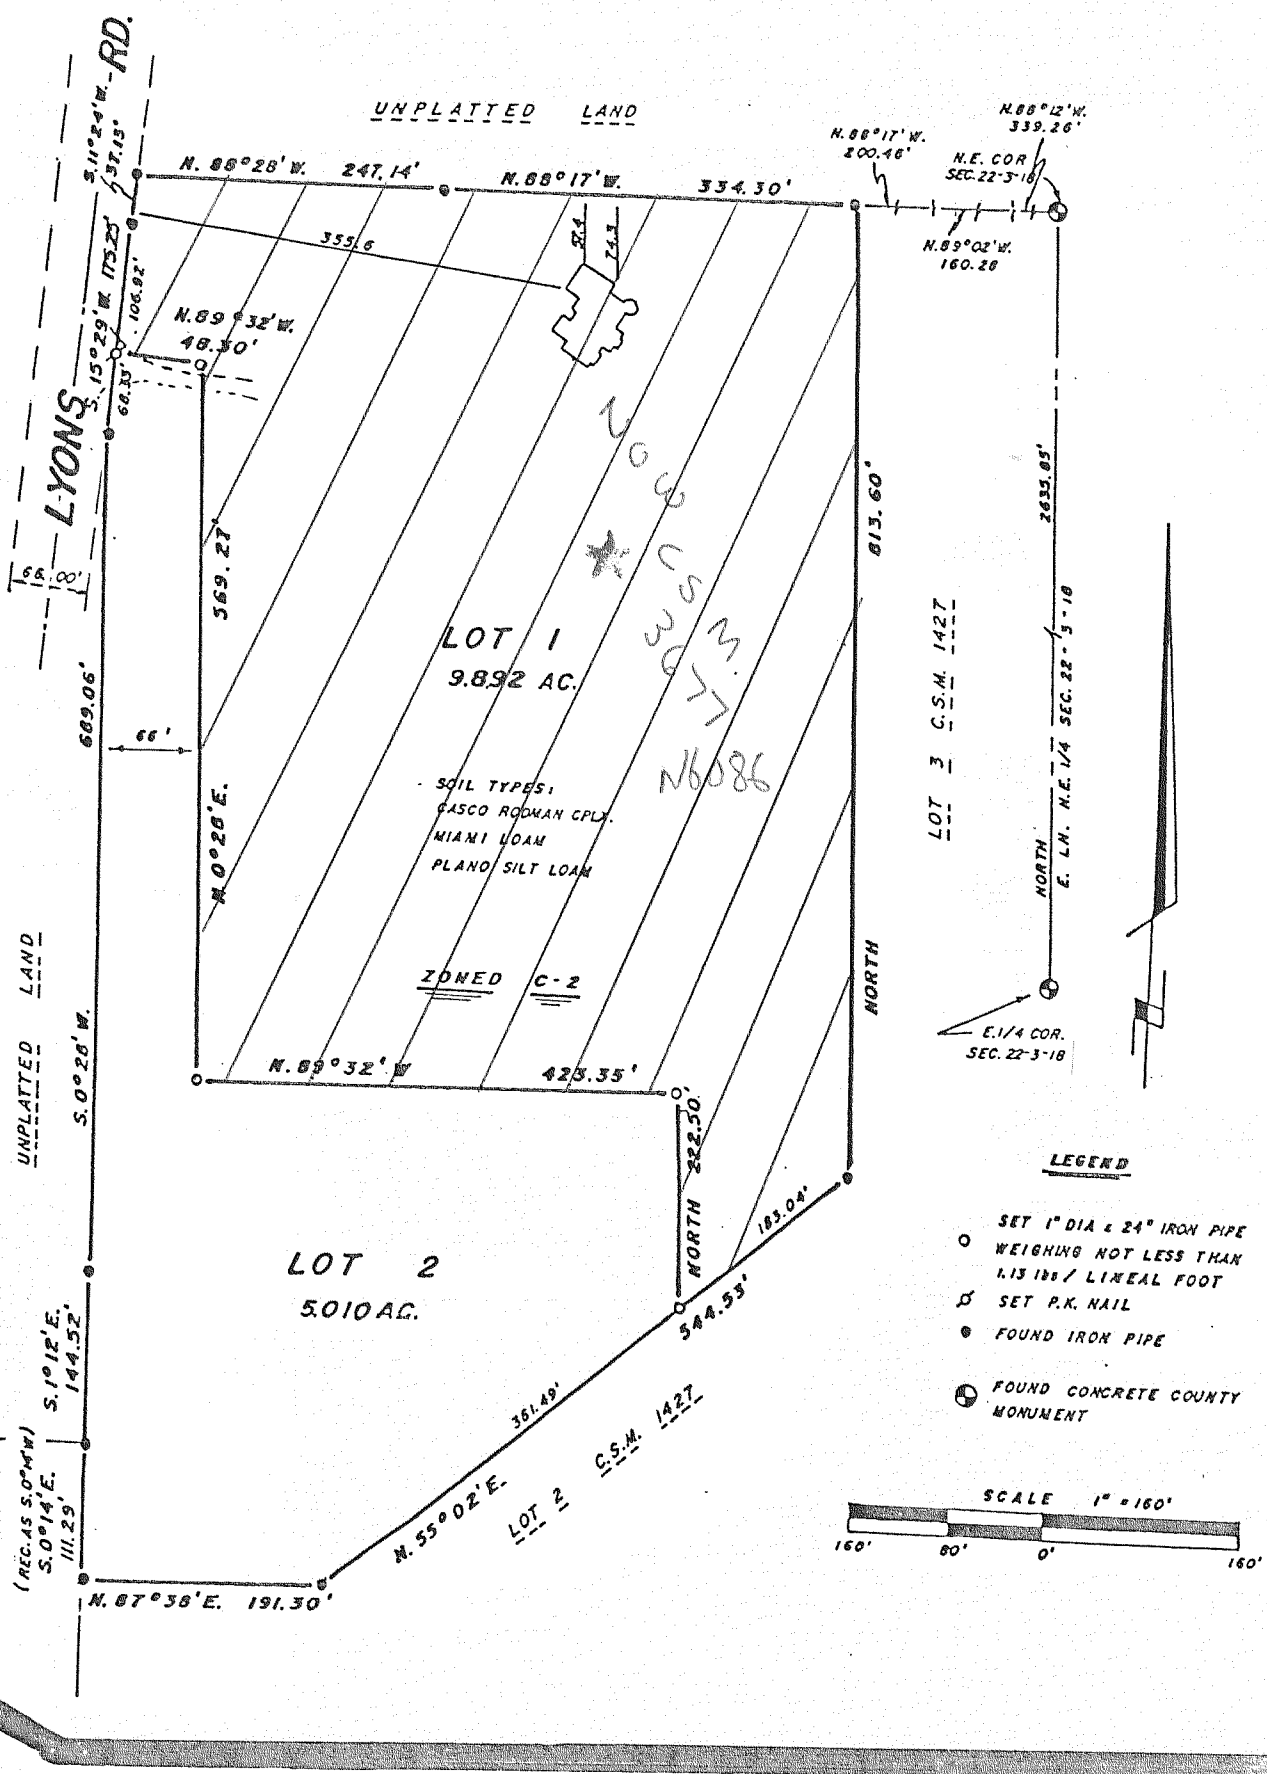 LYONS RD.
UNPLATTED LAND
S.11°24'W.
37.13'
N. 88°28'W. 247.14'
N.88°17'W. 334.30'
N.88°17'W.
200.46'
N.88°12'W.
339.26'
N.E. COR
SEC.22-3-18
N.89°02'W.
160.28
355.6
57.4
74.3
S. 15°29'W. 175.25'
106.92'
68.33'
N.89°32'W.
48.30'
66.00'
NOW
CSM
3677
N6086
569.27'
N.0°28'E.
689.06'
S.0°28'W.
66'
LOT 1
9.892 AC.
SOIL TYPES:
CASCO RODMAN CPLX.
MIAMI LOAM
PLANO SILT LOAM
ZONED C-2
813.60'
NORTH
LOT 3 C.S.M. 1427
2635.85'
NORTH
E. LN. N.E. 1/4 SEC. 22-3-18
E.1/4 COR.
SEC. 22-3-18
UNPLATTED LAND
N.89°32'W 423.35'
NORTH 222.50'
183.04'
544.53'
361.49'
N. 55°02'E.
LOT 2 C.S.M. 1427
LOT 2
5.010 AC.
S.1°12'E.
144.52'
S.0°14'E.
111.29'
N.87°38'E. 191.30'
LEGEND
SET 1" DIA x 24" IRON PIPE
WEIGHING NOT LESS THAN
1.13 lbs/ LINEAL FOOT
SET P.K. NAIL
FOUND IRON PIPE
FOUND CONCRETE COUNTY
MONUMENT
SCALE 1" = 160'
160' 80' 0' 160'